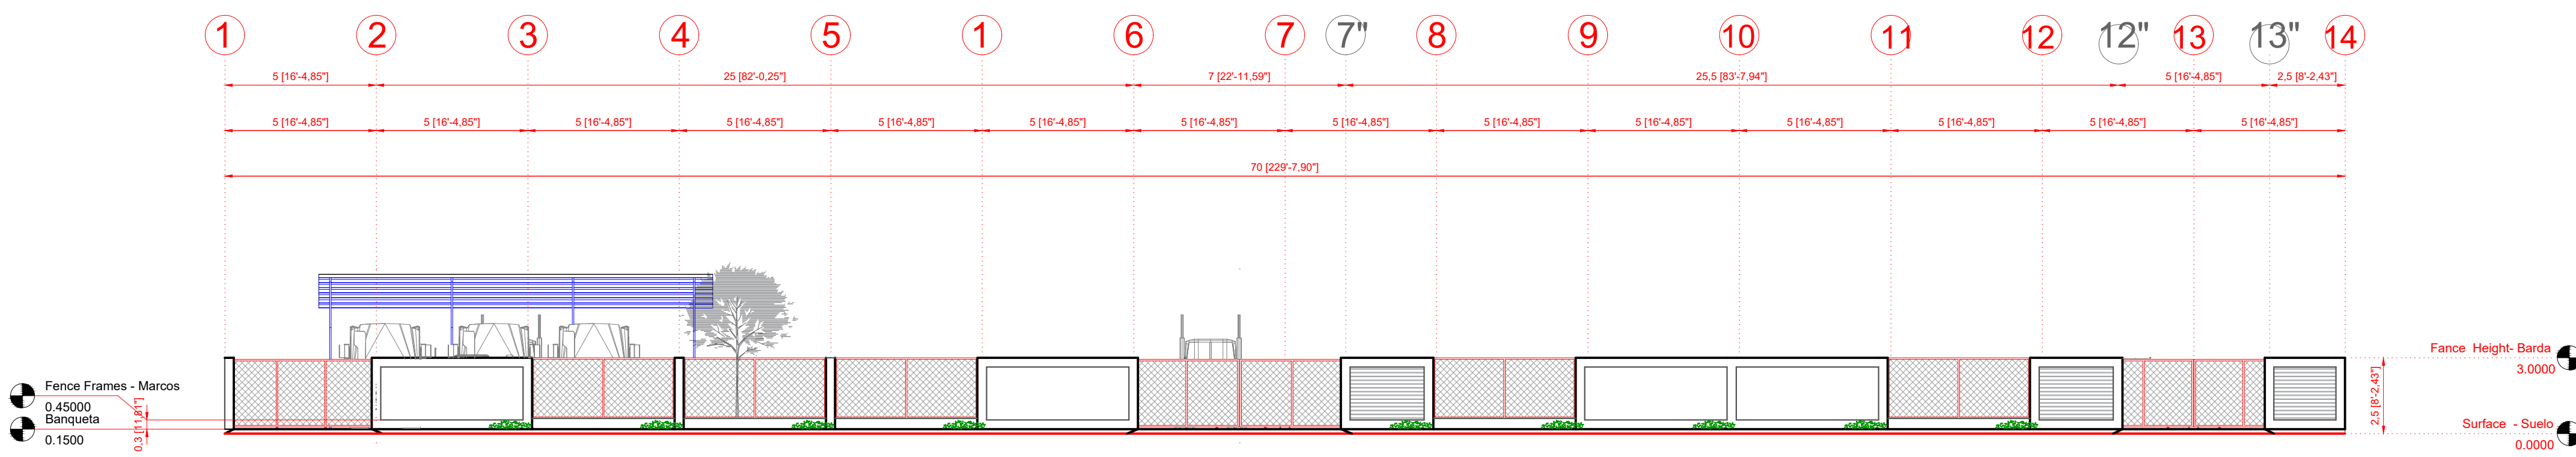 1 2 3 4 5 1 6 7 7" 8 9 10 11 12 12" 13 13" 14
5 [16'-4,85"] 25 [82'-0,25"] 7 [22'-11,59"] 25,5 [83'-7,94"] 5 [16'-4,85"] 2,5 [8'-2,43"]
5 [16'-4,85"] 5 [16'-4,85"] 5 [16'-4,85"] 5 [16'-4,85"] 5 [16'-4,85"] 5 [16'-4,85"] 5 [16'-4,85"] 5 [16'-4,85"] 5 [16'-4,85"] 5 [16'-4,85"] 5 [16'-4,85"] 5 [16'-4,85"] 5 [16'-4,85"] 5 [16'-4,85"]
70 [229'-7,90"]
Fence Frames - Marcos
0.45000
Banqueta
0.1500
0,3 [11,81"]
Fance Height- Barda
3.0000
2,5 [8'-2,43"]
Surface - Suelo
0.0000